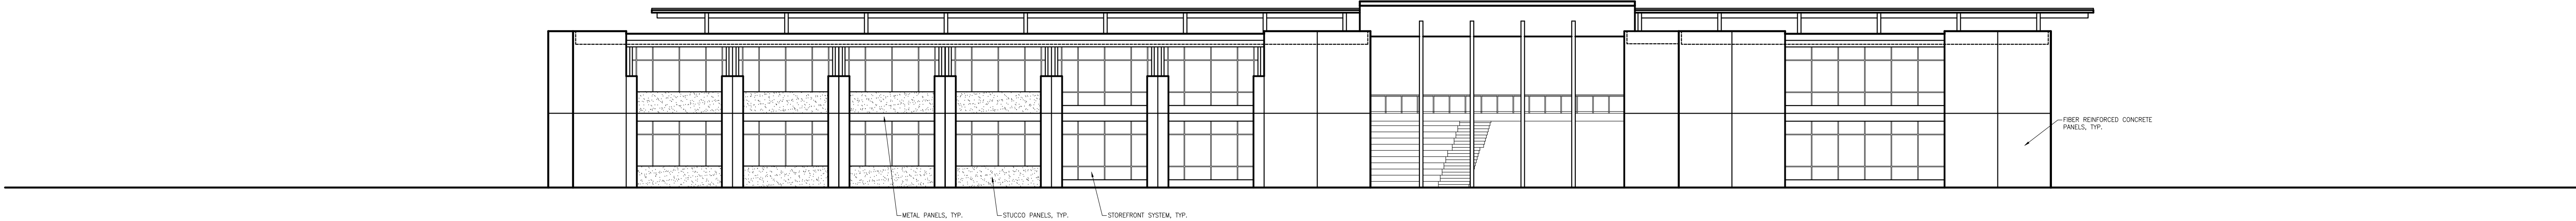 FIBER REINFORCED CONCRETE
PANELS, TYP.
METAL PANELS, TYP.
STUCCO PANELS, TYP.
STOREFRONT SYSTEM, TYP.